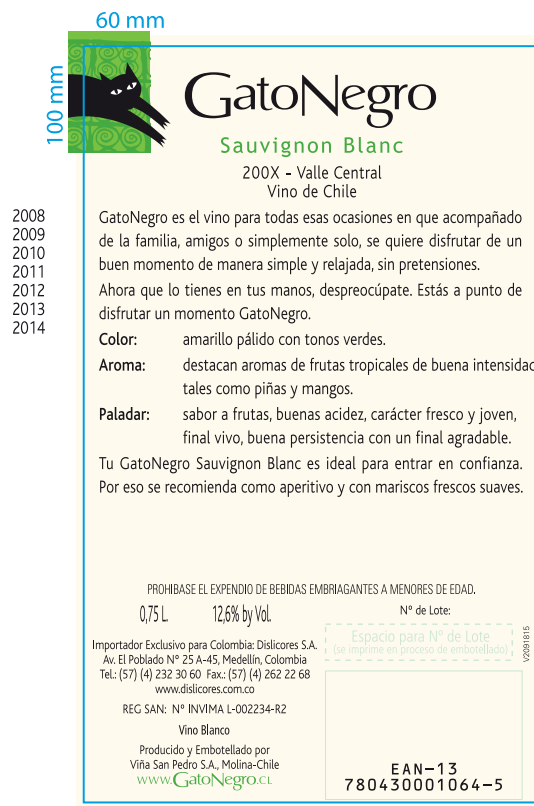 60 mm
100 mm
GatoNegro
Sauvignon Blanc
200X - Valle Central
Vino de Chile
2008
2009
2010
2011
2012
2013
2014
GatoNegro es el vino para todas esas ocasiones en que acompañado
de la familia, amigos o simplemente solo, se quiere disfrutar de un
buen momento de manera simple y relajada, sin pretensiones.
Ahora que lo tienes en tus manos, despreocúpate. Estás a punto de
disfrutar un momento GatoNegro.
Color: amarillo pálido con tonos verdes.
Aroma: destacan aromas de frutas tropicales de buena intensidad
tales como piñas y mangos.
Paladar: sabor a frutas, buenas acidez, carácter fresco y joven,
final vivo, buena persistencia con un final agradable.
Tu GatoNegro Sauvignon Blanc es ideal para entrar en confianza.
Por eso se recomienda como aperitivo y con mariscos frescos suaves.
PROHIBASE EL EXPENDIO DE BEBIDAS EMBRIAGANTES A MENORES DE EDAD.
0,75 L. 12,6% by Vol.
Nº de Lote:
Espacio para Nº de Lote
(se imprime en proceso de embotellado)
V2091815
Importador Exclusivo para Colombia: Dislicores S.A.
Av. El Poblado Nº 25 A-45, Medellín, Colombia
Tel.: (57) (4) 232 30 60 Fax.: (57) (4) 262 22 68
www.dislicores.com.co
REG SAN: Nº INVIMA L-002234-R2
Vino Blanco
Producido y Embotellado por
Viña San Pedro S.A., Molina-Chile
WWW.GatoNegro.CL
EAN-13
780430001064-5